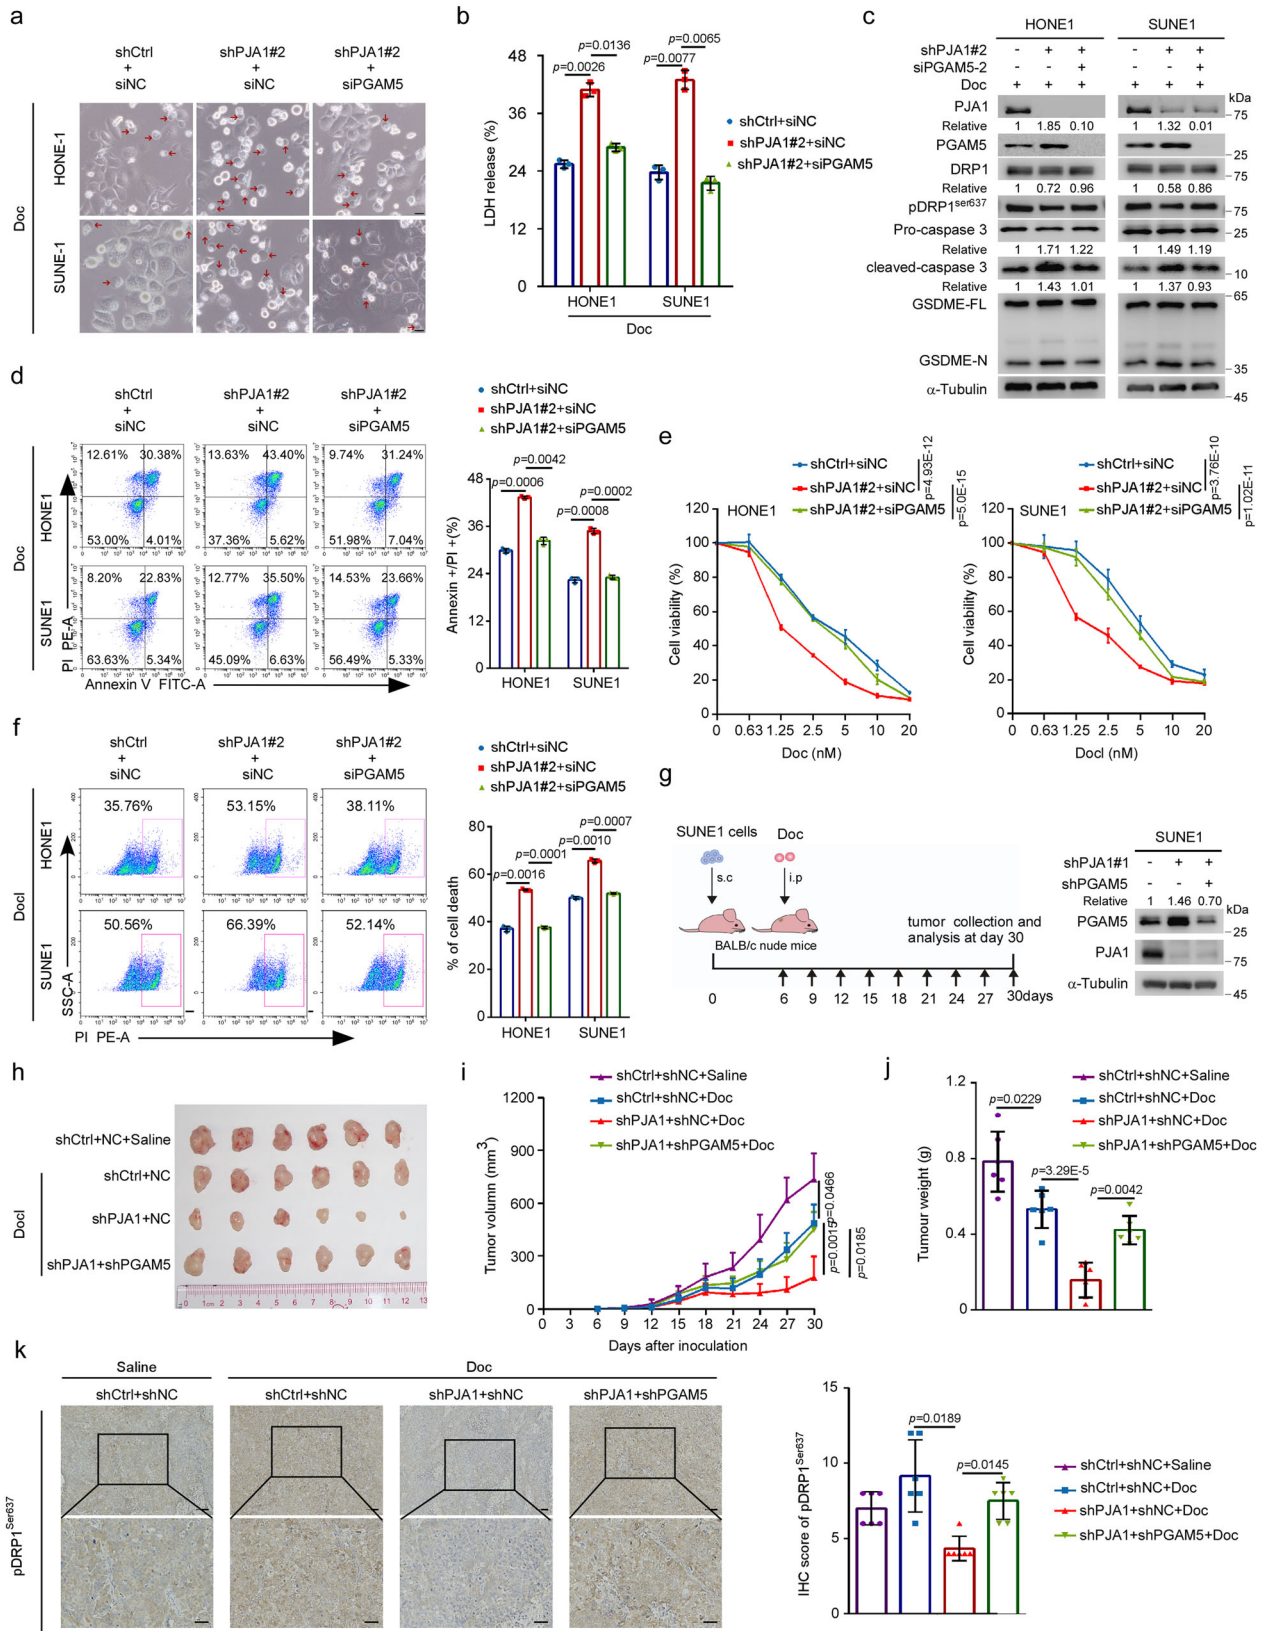 a
shCtrl + siNC
shPJA1#2 + siNC
shPJA1#2 + siPGAM5
Doc
HONE-1
SUNE-1
b
LDH release (%)
48
36
24
12
0
p=0.0026
p=0.0136
p=0.0077
p=0.0065
HONE1
SUNE1
Doc
shCtrl+siNC
shPJA1#2+siNC
shPJA1#2+siPGAM5
c
HONE1 SUNE1
shPJA1#2 - + + - + +
siPGAM5-2 - - + - - +
Doc + + + + + +
kDa
PJA1 75
Relative 1 1.85 0.10 1 1.32 0.01
PGAM5 25
DRP1 75
Relative 1 0.72 0.96 1 0.58 0.86
pDRP1ser637 75
Pro-caspase 3 25
Relative 1 1.71 1.22 1 1.49 1.19
cleaved-caspase 3 10
Relative 1 1.43 1.01 1 1.37 0.93
65
GSDME-FL
GSDME-N 35
α-Tubulin 45
d
shCtrl + siNC
shPJA1#2 + siNC
shPJA1#2 + siPGAM5
Doc
HONE1
12.61% 30.38% 13.63% 43.40% 9.74% 31.24%
53.00% 4.01% 37.36% 5.62% 51.98% 7.04%
SUNE1
8.20% 22.83% 12.77% 35.50% 14.53% 23.66%
63.63% 5.34% 45.09% 6.63% 56.49% 5.33%
PI PE-A
Annexin V FITC-A
shCtrl+siNC
shPJA1#2+siNC
shPJA1#2+siPGAM5
Annexin +/PI +(%)
48
36
24
12
0
p=0.0006
p=0.0042
p=0.0008
p=0.0002
HONE1 SUNE1
e
shCtrl+siNC
shPJA1#2+siNC
shPJA1#2+siPGAM5
p=4.93E-12
p=5.0E-15
HONE1
Cell viability (%)
120
100
80
60
40
20
0
0 0.63 1.25 2.5 5 10 20
Doc (nM)
shCtrl+siNC
shPJA1#2+siNC
shPJA1#2+siPGAM5
p=3.76E-10
p=1.02E-11
SUNE1
Cell viability (%)
120
100
80
60
40
20
0
0 0.63 1.25 2.5 5 10 20
Docl (nM)
f
shCtrl + siNC
shPJA1#2 + siNC
shPJA1#2 + siPGAM5
Docl
HONE1
35.76% 53.15% 38.11%
SUNE1
50.56% 66.39% 52.14%
SSC-A
PI PE-A
shCtrl+siNC
shPJA1#2+siNC
shPJA1#2+siPGAM5
% of cell death
80
60
40
20
0
p=0.0016
p=0.0001
p=0.0010
p=0.0007
HONE1 SUNE1
g
SUNE1 cells Doc
s.c i.p
BALB/c nude mice
tumor collection and
analysis at day 30
0 6 9 12 15 18 21 24 27 30days
SUNE1
shPJA1#1 - + +
shPGAM5 - - +
Relative 1 1.46 0.70
kDa
PGAM5 25
PJA1 75
α-Tubulin 45
h
shCtrl+NC+Saline
Docl
shCtrl+NC
shPJA1+NC
shPJA1+shPGAM5
0 1cm 2 3 4 5 6 7 8 9 10 11 12 13
i
shCtrl+shNC+Saline
shCtrl+shNC+Doc
shPJA1+shNC+Doc
shPJA1+shPGAM5+Doc
Tumor volumn (mm3)
1200
900
600
300
0
0 3 6 9 12 15 18 21 24 27 30
Days after inoculation
p=0.0466
p=0.0015
p=0.0185
j
shCtrl+shNC+Saline
shCtrl+shNC+Doc
shPJA1+shNC+Doc
shPJA1+shPGAM5+Doc
Tumour weight (g)
1.2
0.8
0.4
0
p=0.0229
p=3.29E-5
p=0.0042
k
Saline Doc
shCtrl+shNC shCtrl+shNC shPJA1+shNC shPJA1+shPGAM5
pDRP1Ser637
IHC score of pDRP1Ser637
15
10
5
0
p=0.0189
p=0.0145
shCtrl+shNC+Saline
shCtrl+shNC+Doc
shPJA1+shNC+Doc
shPJA1+shPGAM5+Doc